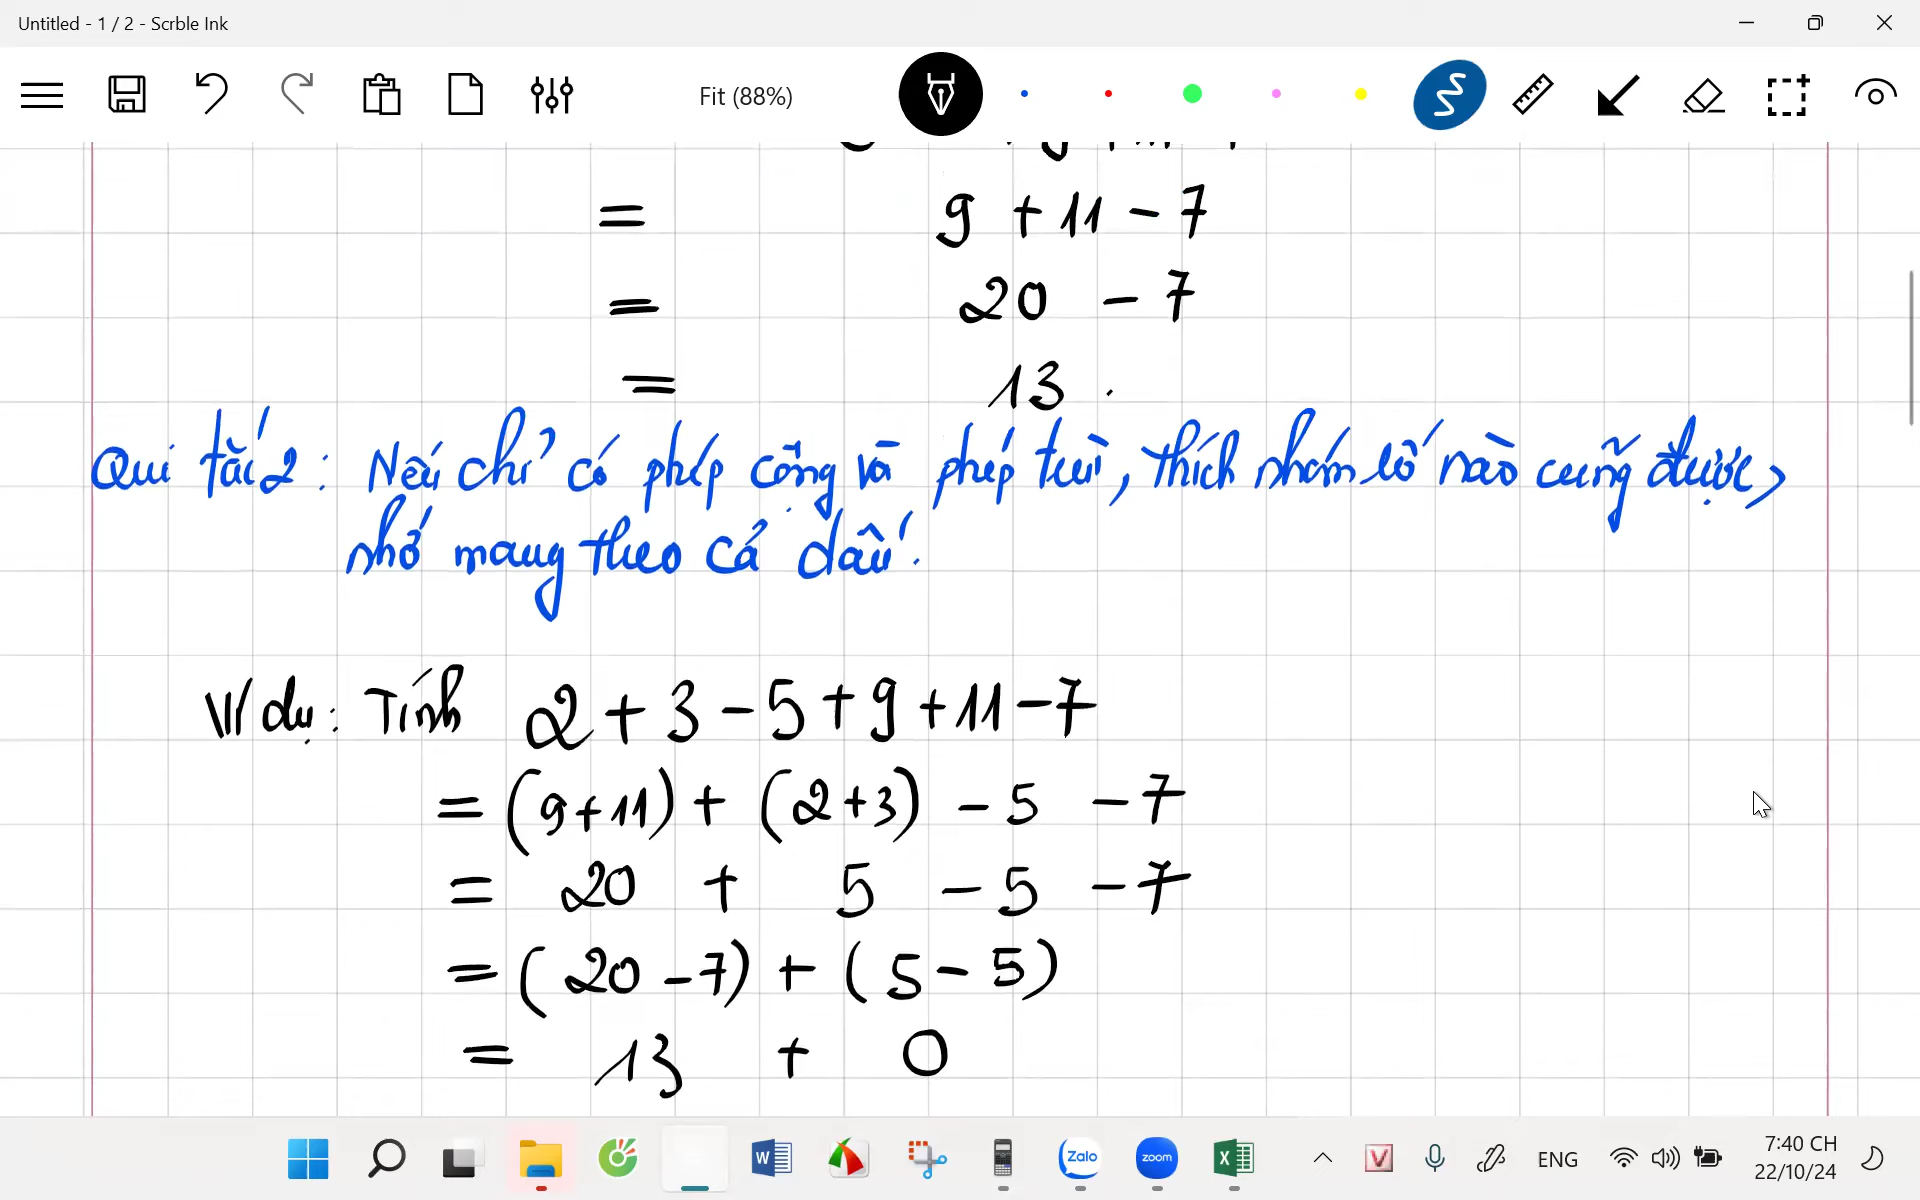 Untitled - 1 / 2 - Scrble Ink
Fit (88%)
= 9 + 11 - 7
= 20 - 7
= 13 .
Qui tắc 2 : Nếu chỉ có phép cộng và phép trừ, thích nhóm số nào cũng được,
nhớ mang theo cả dấu .
Ví dụ : Tính 2 + 3 - 5 + 9 + 11 - 7
= (9 + 11) + (2 + 3) - 5 - 7
= 20 + 5 - 5 - 7
= (20 - 7) + (5 - 5)
= 13 + 0
W
Zalo
zoom
X
V
ENG
7:40 CH
22/10/24